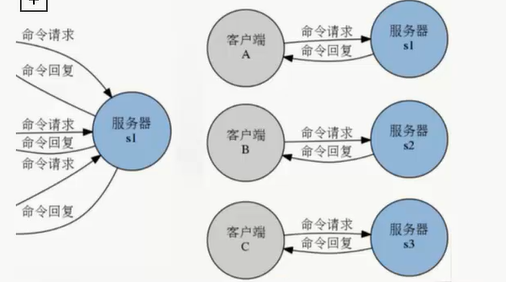 命令请求
命令回复
命令请求
命令回复
命令请求
命令回复
服务器
s1
客户端
A
命令请求
命令回复
服务器
s1
客户端
B
命令请求
命令回复
服务器
s2
客户端
C
命令请求
命令回复
服务器
s3